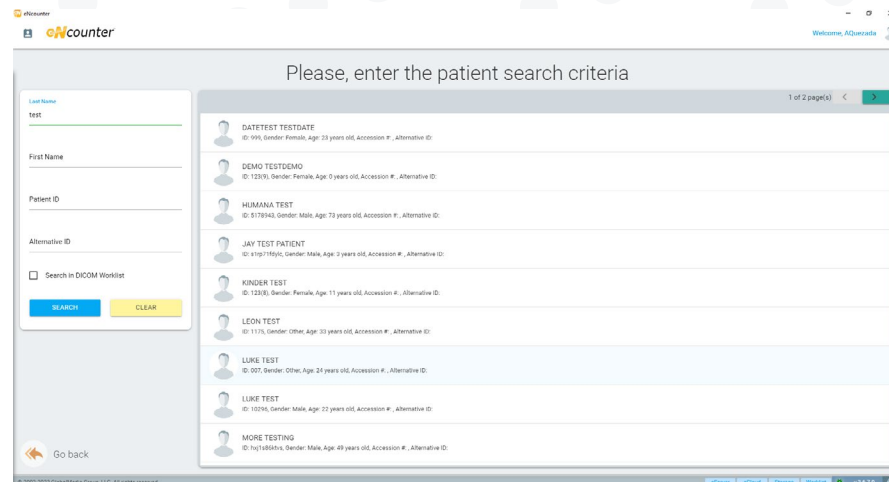 eNcounter
eNcounter
Welcome, AQuezada
Please, enter the patient search criteria
1 of 2 page(s)
Last Name
test
First Name
Patient ID
Alternative ID
Search in DICOM Worklist
SEARCH
CLEAR
DATETEST TESTDATE
ID: 999, Gender: Female, Age: 23 years old, Accession #: , Alternative ID:
DEMO TESTDEMO
ID: 123(9), Gender: Female, Age: 0 years old, Accession #: , Alternative ID:
HUMANA TEST
ID: 5178943, Gender: Male, Age: 73 years old, Accession #: , Alternative ID:
JAY TEST PATIENT
ID: s1rp71fdylc, Gender: Male, Age: 3 years old, Accession #: , Alternative ID:
KINDER TEST
ID: 123(8), Gender: Female, Age: 11 years old, Accession #: , Alternative ID:
LEON TEST
ID: 1175, Gender: Other, Age: 33 years old, Accession #: , Alternative ID:
LUKE TEST
ID: 007, Gender: Other, Age: 24 years old, Accession #: , Alternative ID:
LUKE TEST
ID: 10296, Gender: Male, Age: 22 years old, Accession #: , Alternative ID:
MORE TESTING
ID: hxj1s86ktvs, Gender: Male, Age: 49 years old, Accession #: , Alternative ID:
Go back